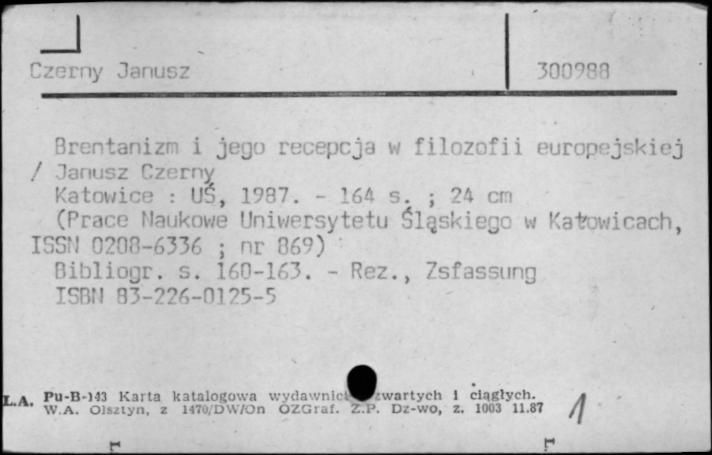 Czerny Janusz 300988
Brentanizm i jego recepcja w filozofii europejskiej
/ Janusz Czerny
Katowice : UŚ, 1987. - 164 s. ; 24 cm
(Prace Naukowe Uniwersytetu Śląskiego w Katowicach,
ISSN 0208-6336 ; nr 869)
Bibliogr. s. 160-163. - Rez., Zsfassung
ISBN 83-226-0125-5
L.A. Pu-B-143 Karta katalogowa wydawnict zwartych i ciągłych.
W.A. Olsztyn, z 1470/DW/On OZGraf. Z.P. Dz-wo, z. 1003 11.87
1